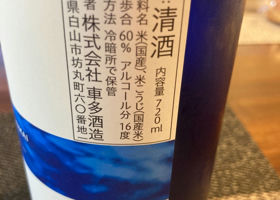 清酒
内容量 720ml
料名 米(国産)、米こうじ(国産米)
歩合 60% アルコール分 16度
方法 冷暗所で保管
者 株式会社 車多酒造
県白山市坊丸町六〇番地